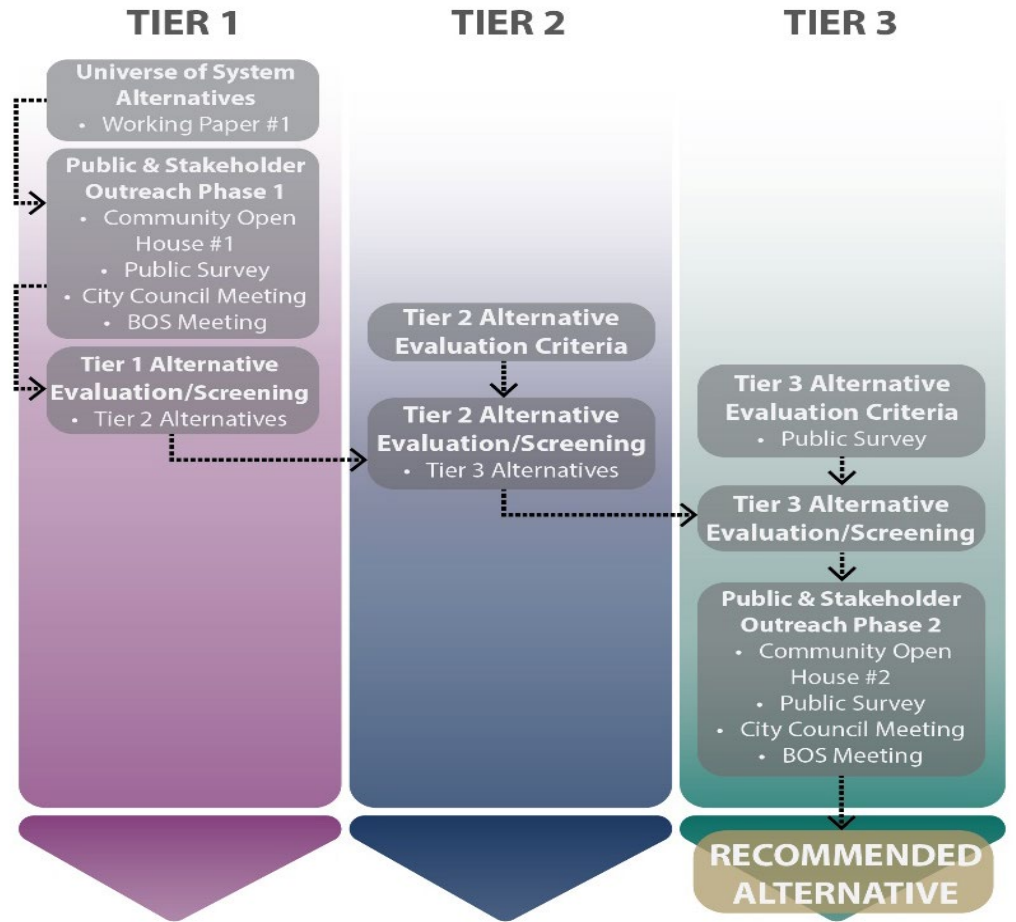 TIER 1
Universe of System
Alternatives
• Working Paper #1
Public & Stakeholder
Outreach Phase 1
• Community Open
House #1
• Public Survey
• City Council Meeting
• BOS Meeting
Tier 1 Alternative
Evaluation/Screening
• Tier 2 Alternatives
TIER 2
Tier 2 Alternative
Evaluation Criteria
Tier 2 Alternative
Evaluation/Screening
• Tier 3 Alternatives
TIER 3
Tier 3 Alternative
Evaluation Criteria
• Public Survey
Tier 3 Alternative
Evaluation/Screening
Public & Stakeholder
Outreach Phase 2
• Community Open
House #2
• Public Survey
• City Council Meeting
• BOS Meeting
RECOMMENDED
ALTERNATIVE